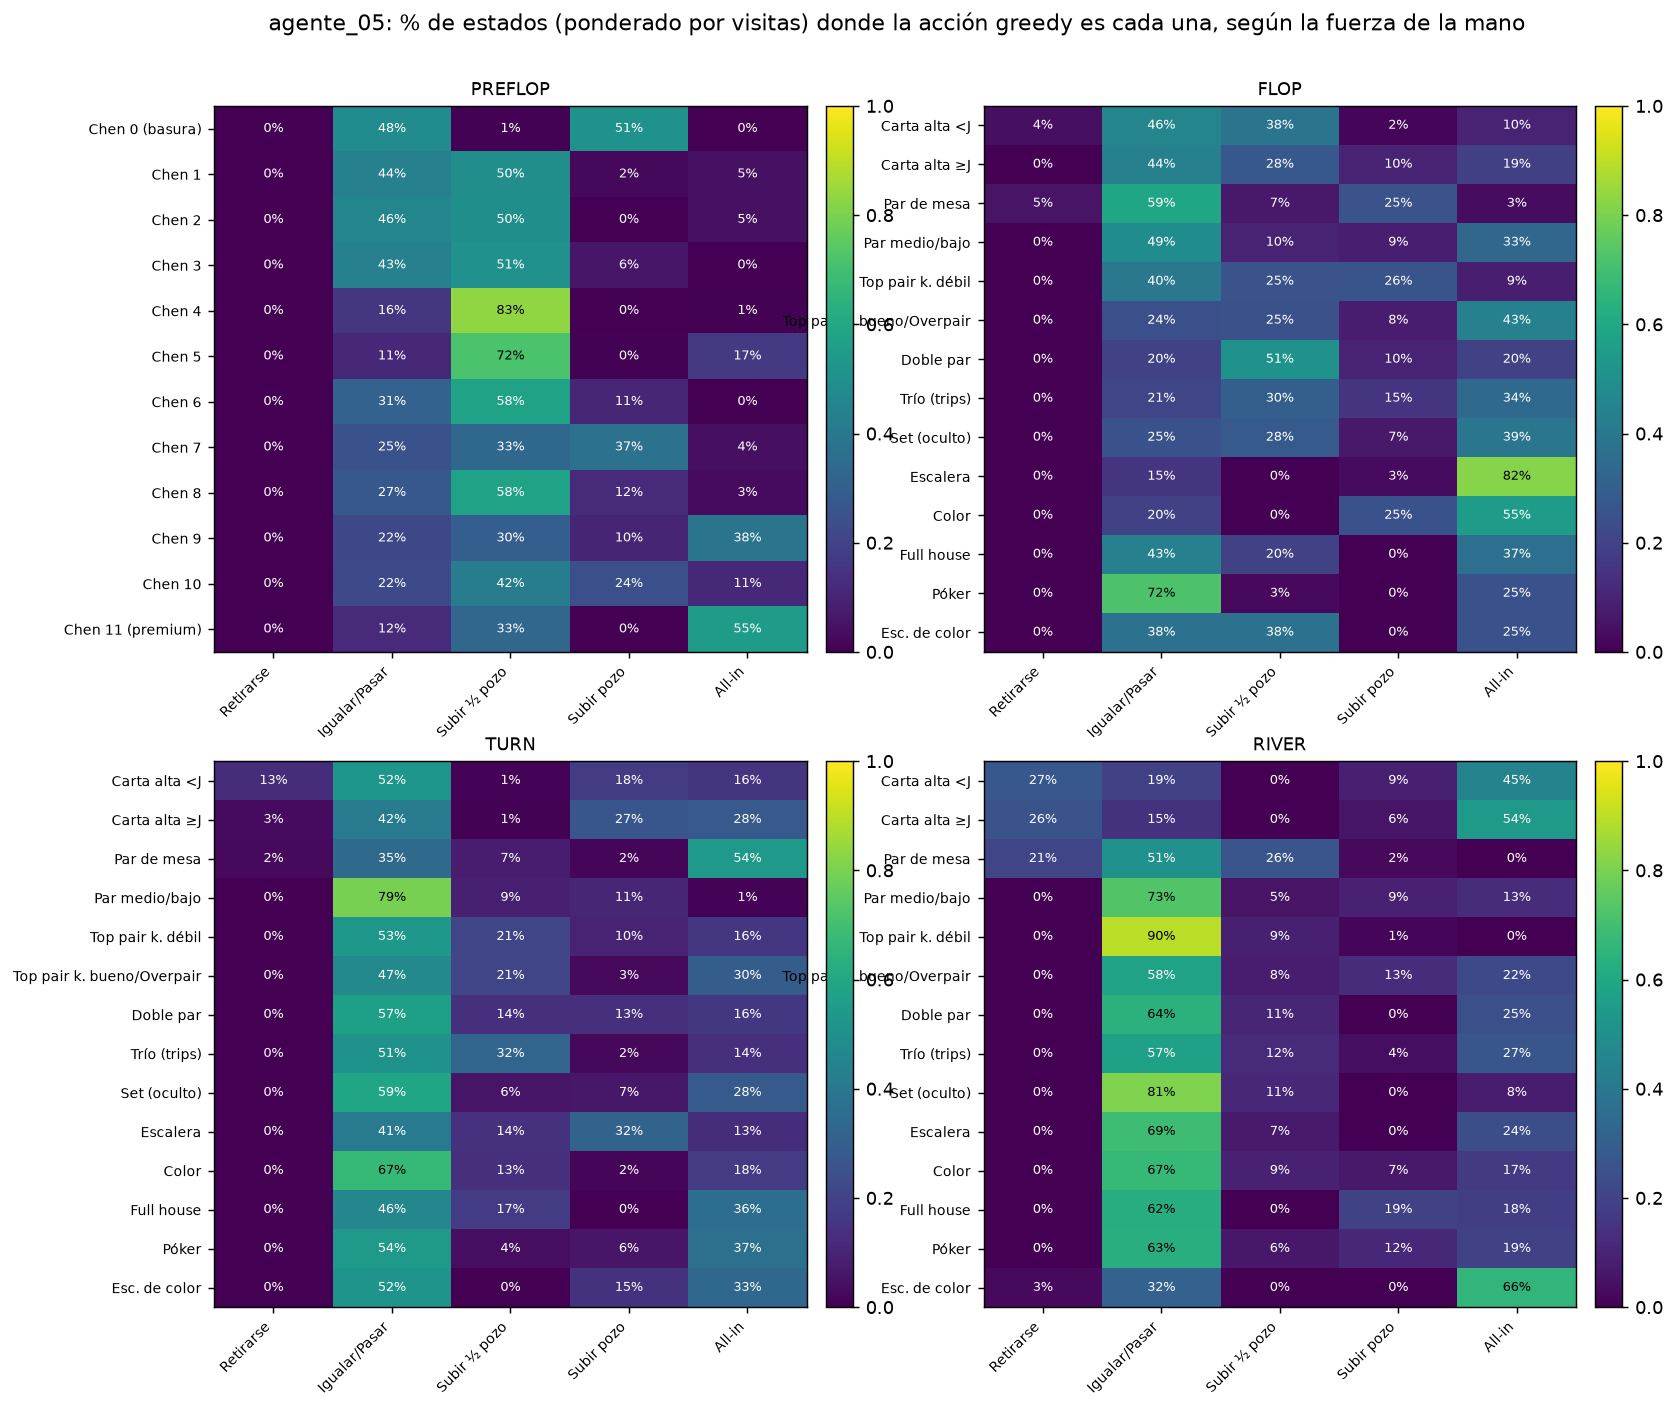 agente_05: % de estados (ponderado por visitas) donde la acción greedy es cada una, según la fuerza de la mano
PREFLOP
Chen 0 (basura) 0% 48% 1% 51% 0%
Chen 1 0% 44% 50% 2% 5%
Chen 2 0% 46% 50% 0% 5%
Chen 3 0% 43% 51% 6% 0%
Chen 4 0% 16% 83% 0% 1%
Chen 5 0% 11% 72% 0% 17%
Chen 6 0% 31% 58% 11% 0%
Chen 7 0% 25% 33% 37% 4%
Chen 8 0% 27% 58% 12% 3%
Chen 9 0% 22% 30% 10% 38%
Chen 10 0% 22% 42% 24% 11%
Chen 11 (premium) 0% 12% 33% 0% 55%
Retirarse Igualar/Pasar Subir ½ pozo Subir pozo All-in
1.0
0.8
0.6
0.4
0.2
0.0
FLOP
Carta alta <J 4% 46% 38% 2% 10%
Carta alta ≥J 0% 44% 28% 10% 19%
Par de mesa 5% 59% 7% 25% 3%
Par medio/bajo 0% 49% 10% 9% 33%
Top pair k. débil 0% 40% 25% 26% 9%
Top pa bueno/Overpair 0% 24% 25% 8% 43%
Doble par 0% 20% 51% 10% 20%
Trío (trips) 0% 21% 30% 15% 34%
Set (oculto) 0% 25% 28% 7% 39%
Escalera 0% 15% 0% 3% 82%
Color 0% 20% 0% 25% 55%
Full house 0% 43% 20% 0% 37%
Póker 0% 72% 3% 0% 25%
Esc. de color 0% 38% 38% 0% 25%
Retirarse Igualar/Pasar Subir ½ pozo Subir pozo All-in
1.0
0.8
0.6
0.4
0.2
0.0
TURN
Carta alta <J 13% 52% 1% 18% 16%
Carta alta ≥J 3% 42% 1% 27% 28%
Par de mesa 2% 35% 7% 2% 54%
Par medio/bajo 0% 79% 9% 11% 1%
Top pair k. débil 0% 53% 21% 10% 16%
Top pair k. bueno/Overpair 0% 47% 21% 3% 30%
Doble par 0% 57% 14% 13% 16%
Trío (trips) 0% 51% 32% 2% 14%
Set (oculto) 0% 59% 6% 7% 28%
Escalera 0% 41% 14% 32% 13%
Color 0% 67% 13% 2% 18%
Full house 0% 46% 17% 0% 36%
Póker 0% 54% 4% 6% 37%
Esc. de color 0% 52% 0% 15% 33%
Retirarse Igualar/Pasar Subir ½ pozo Subir pozo All-in
1.0
0.8
0.6
0.4
0.2
0.0
RIVER
Carta alta <J 27% 19% 0% 9% 45%
Carta alta ≥J 26% 15% 0% 6% 54%
Par de mesa 21% 51% 26% 2% 0%
Par medio/bajo 0% 73% 5% 9% 13%
Top pair k. débil 0% 90% 9% 1% 0%
Top pa bueno/Overpair 0% 58% 8% 13% 22%
Doble par 0% 64% 11% 0% 25%
Trío (trips) 0% 57% 12% 4% 27%
Set (oculto) 0% 81% 11% 0% 8%
Escalera 0% 69% 7% 0% 24%
Color 0% 67% 9% 7% 17%
Full house 0% 62% 0% 19% 18%
Póker 0% 63% 6% 12% 19%
Esc. de color 3% 32% 0% 0% 66%
Retirarse Igualar/Pasar Subir ½ pozo Subir pozo All-in
1.0
0.8
0.6
0.4
0.2
0.0